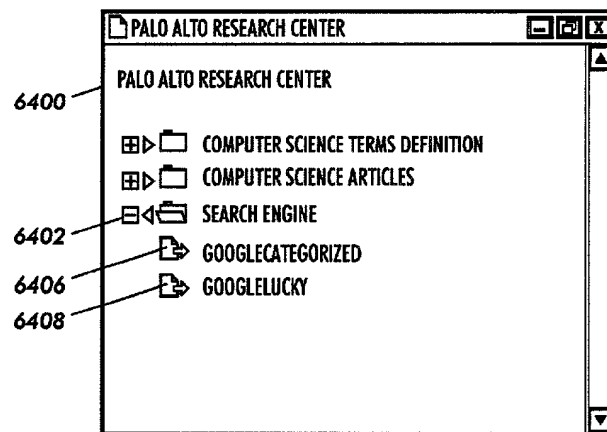 PALO ALTO RESEARCH CENTER
PALO ALTO RESEARCH CENTER
6400
COMPUTER SCIENCE TERMS DEFINITION
COMPUTER SCIENCE ARTICLES
6402
SEARCH ENGINE
6406
GOOGLECATEGORIZED
6408
GOOGLELUCKY